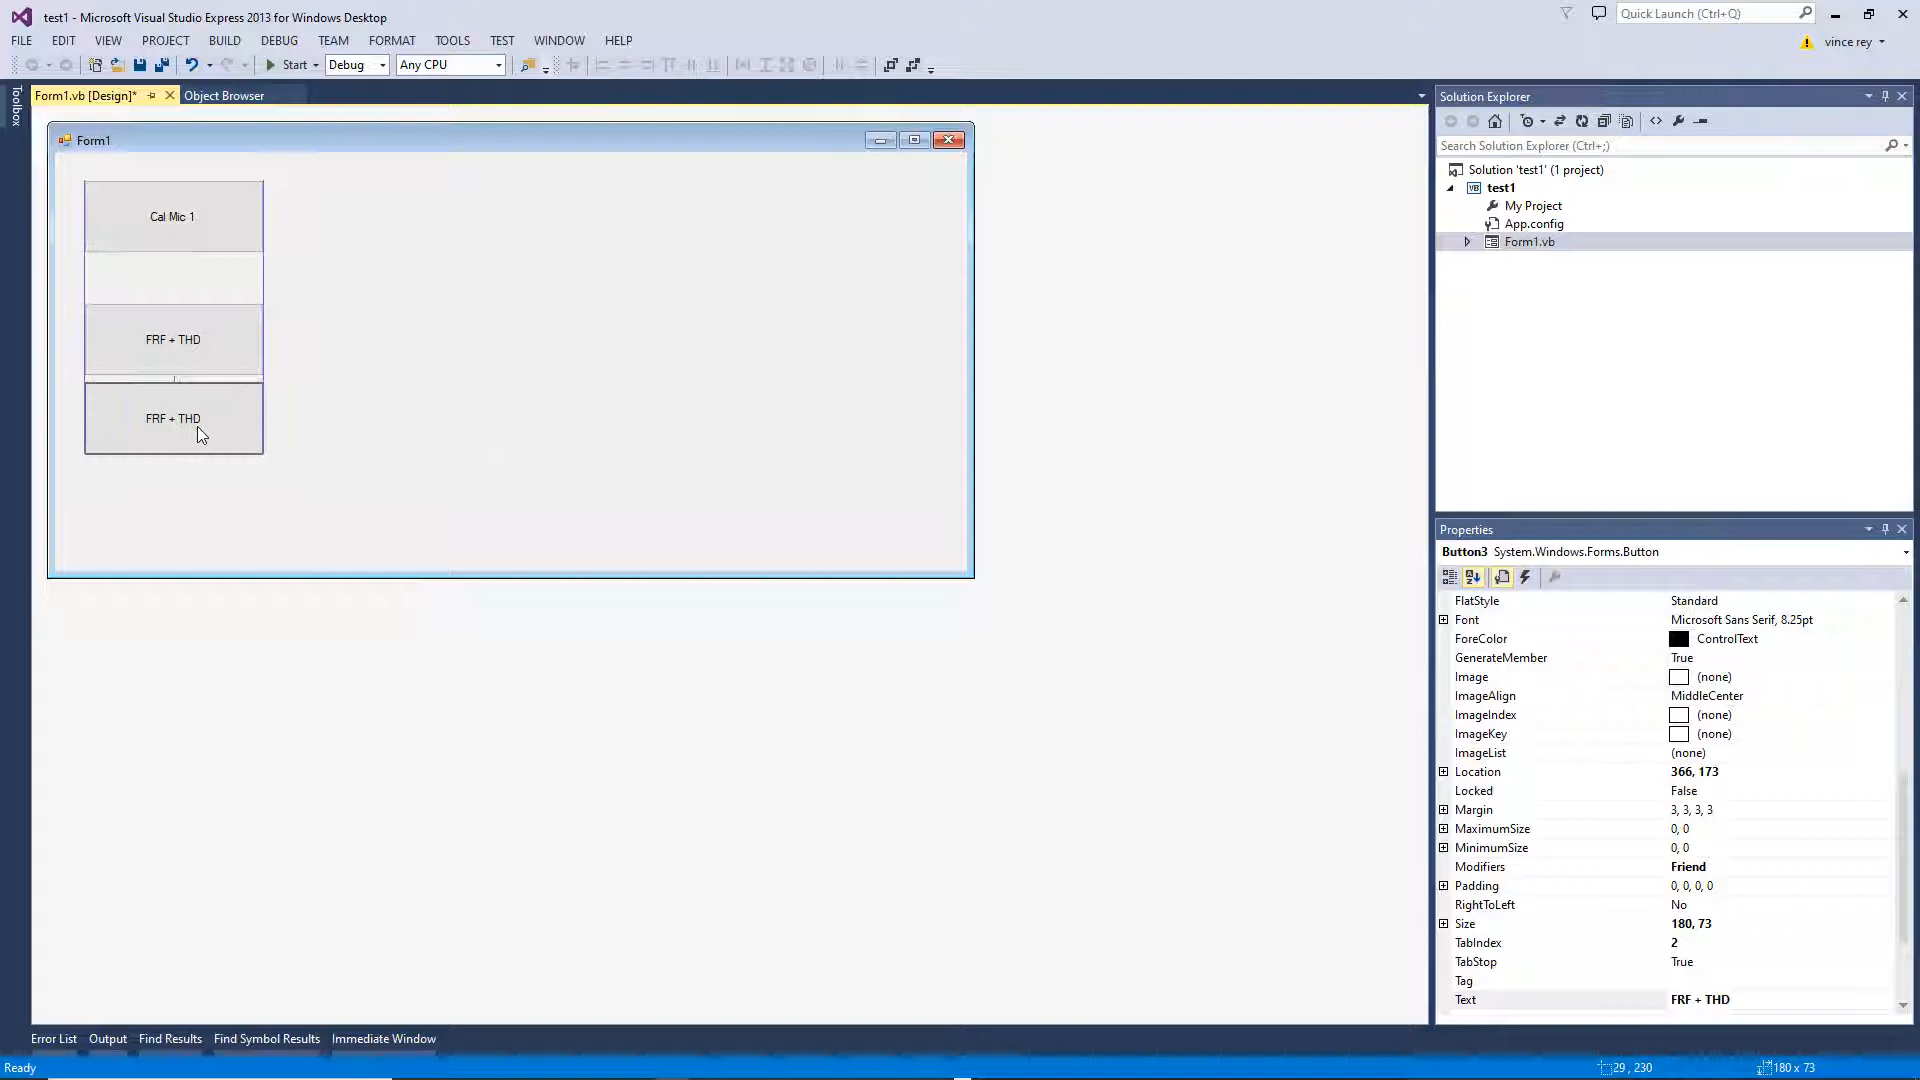 test1 - Microsoft Visual Studio Express 2013 for Windows Desktop
Quick Launch (Ctrl+Q)
FILE EDIT VIEW PROJECT BUILD DEBUG TEAM FORMAT TOOLS TEST WINDOW HELP
vince rey
Start Debug Any CPU
Toolbox
Form1.vb [Design]* Object Browser
Form1
Cal Mic 1
FRF + THD
FRF + THD
Solution Explorer
Search Solution Explorer (Ctrl+;)
Solution 'test1' (1 project)
VB test1
My Project
App.config
Form1.vb
Properties
Button3 System.Windows.Forms.Button
FlatStyle Standard
Font Microsoft Sans Serif, 8.25pt
ForeColor ControlText
GenerateMember True
Image (none)
ImageAlign MiddleCenter
ImageIndex (none)
ImageKey (none)
ImageList (none)
Location 366, 173
Locked False
Margin 3, 3, 3, 3
MaximumSize 0, 0
MinimumSize 0, 0
Modifiers Friend
Padding 0, 0, 0, 0
RightToLeft No
Size 180, 73
TabIndex 2
TabStop True
Tag
Text FRF + THD
Error List Output Find Results Find Symbol Results Immediate Window
Ready 29 , 230 180 x 73